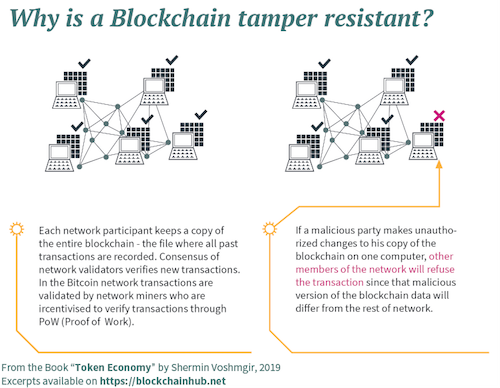 Why is a Blockchain tamper resistant?
Each network participant keeps a copy
of the entire blockchain - the file where all past
transactions are recorded. Consensus of
network validators verifies new transactions.
In the Bitcoin network transactions are
validated by network miners who are
incentivised to verify transactions through
PoW (Proof of Work).
If a malicious party makes unautho-
rized changes to his copy of the
blockchain on one computer, other
members of the network will refuse
the transaction since that malicious
version of the blockchain data will
differ from the rest of network.
From the Book “Token Economy" by Shermin Voshmgir, 2019
Excerpts available on https://blockchainhub.net